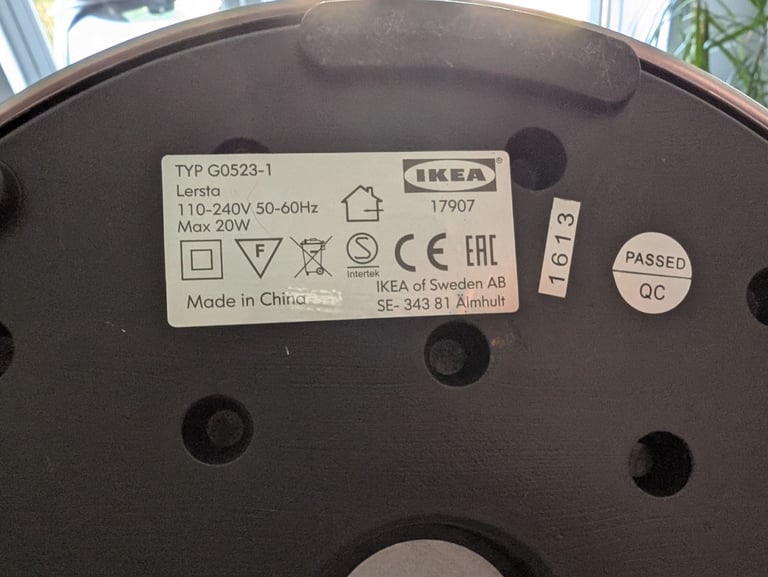 TYP G0523-1
Lersta
110-240V 50-60Hz
Max 20W
IKEA®
17907
F
S
Intertek
CE
EAC
Made in China
IKEA of Sweden AB
SE- 343 81 Älmhult
1613
PASSED
QC